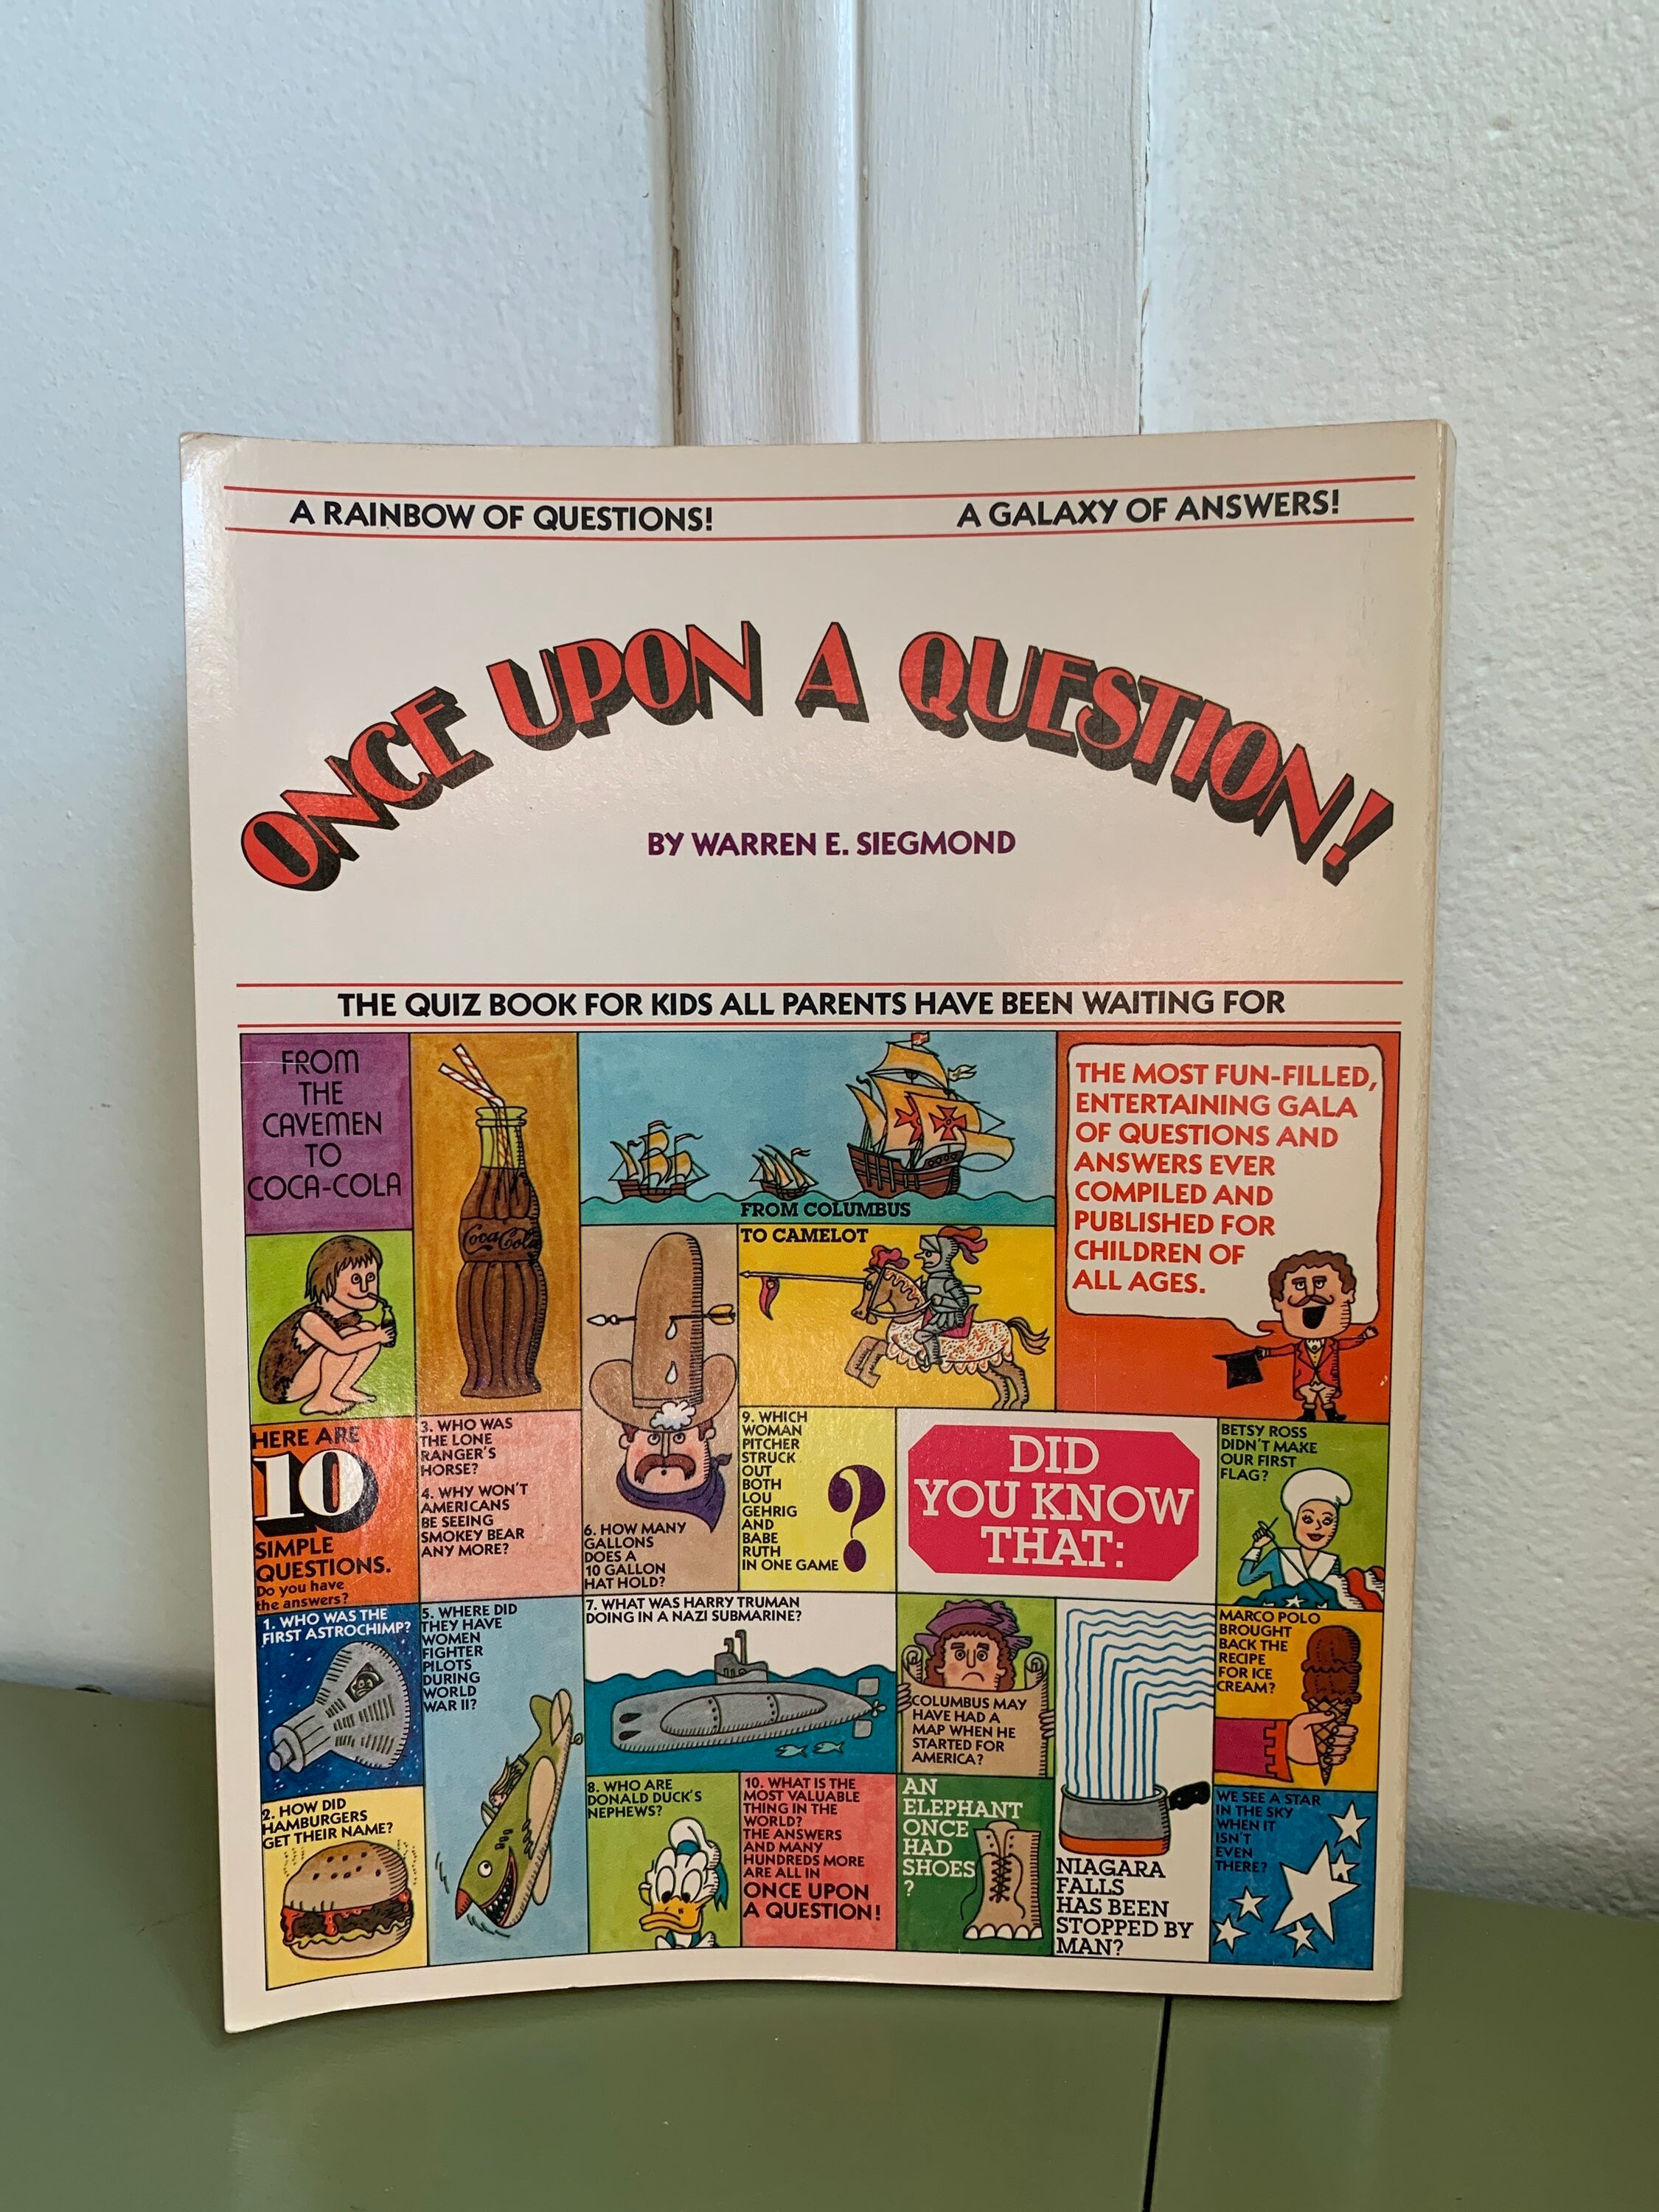 A RAINBOW OF QUESTIONS!
A GALAXY OF ANSWERS!
ONCE UPON A QUESTION!
BY WARREN E. SIEGMOND
THE QUIZ BOOK FOR KIDS ALL PARENTS HAVE BEEN WAITING FOR
FROM
THE
CAVEMEN
TO
COCA-COLA
Coca-Cola
FROM COLUMBUS
TO CAMELOT
THE MOST FUN-FILLED,
ENTERTAINING GALA
OF QUESTIONS AND
ANSWERS EVER
COMPILED AND
PUBLISHED FOR
CHILDREN OF
ALL AGES.
HERE ARE
10
SIMPLE
QUESTIONS.
Do you have
the answers?
1. WHO WAS THE
FIRST ASTROCHIMP?
2. HOW DID
HAMBURGERS
GET THEIR NAME?
3. WHO WAS
THE LONE
RANGER'S
HORSE?
4. WHY WON'T
AMERICANS
BE SEEING
SMOKEY BEAR
ANY MORE?
5. WHERE DID
THEY HAVE
WOMEN
FIGHTER
PILOTS
DURING
WORLD
WAR II?
6. HOW MANY
GALLONS
DOES A
10 GALLON
HAT HOLD?
7. WHAT WAS HARRY TRUMAN
DOING IN A NAZI SUBMARINE?
8. WHO ARE
DONALD DUCK'S
NEPHEWS?
9. WHICH
WOMAN
PITCHER
STRUCK
OUT
BOTH
LOU
GEHRIG
AND
BABE
RUTH
IN ONE GAME
?
10. WHAT IS THE
MOST VALUABLE
THING IN THE
WORLD?
THE ANSWERS
AND MANY
HUNDREDS MORE
ARE ALL IN
ONCE UPON
A QUESTION!
DID
YOU KNOW
THAT:
BETSY ROSS
DIDN'T MAKE
OUR FIRST
FLAG?
COLUMBUS MAY
HAVE HAD A
MAP WHEN HE
STARTED FOR
AMERICA?
MARCO POLO
BROUGHT
BACK THE
RECIPE
FOR ICE
CREAM?
AN
ELEPHANT
ONCE
HAD
SHOES
?
NIAGARA
FALLS
HAS BEEN
STOPPED BY
MAN?
WE SEE A STAR
IN THE SKY
WHEN IT
ISN'T
EVEN
THERE?